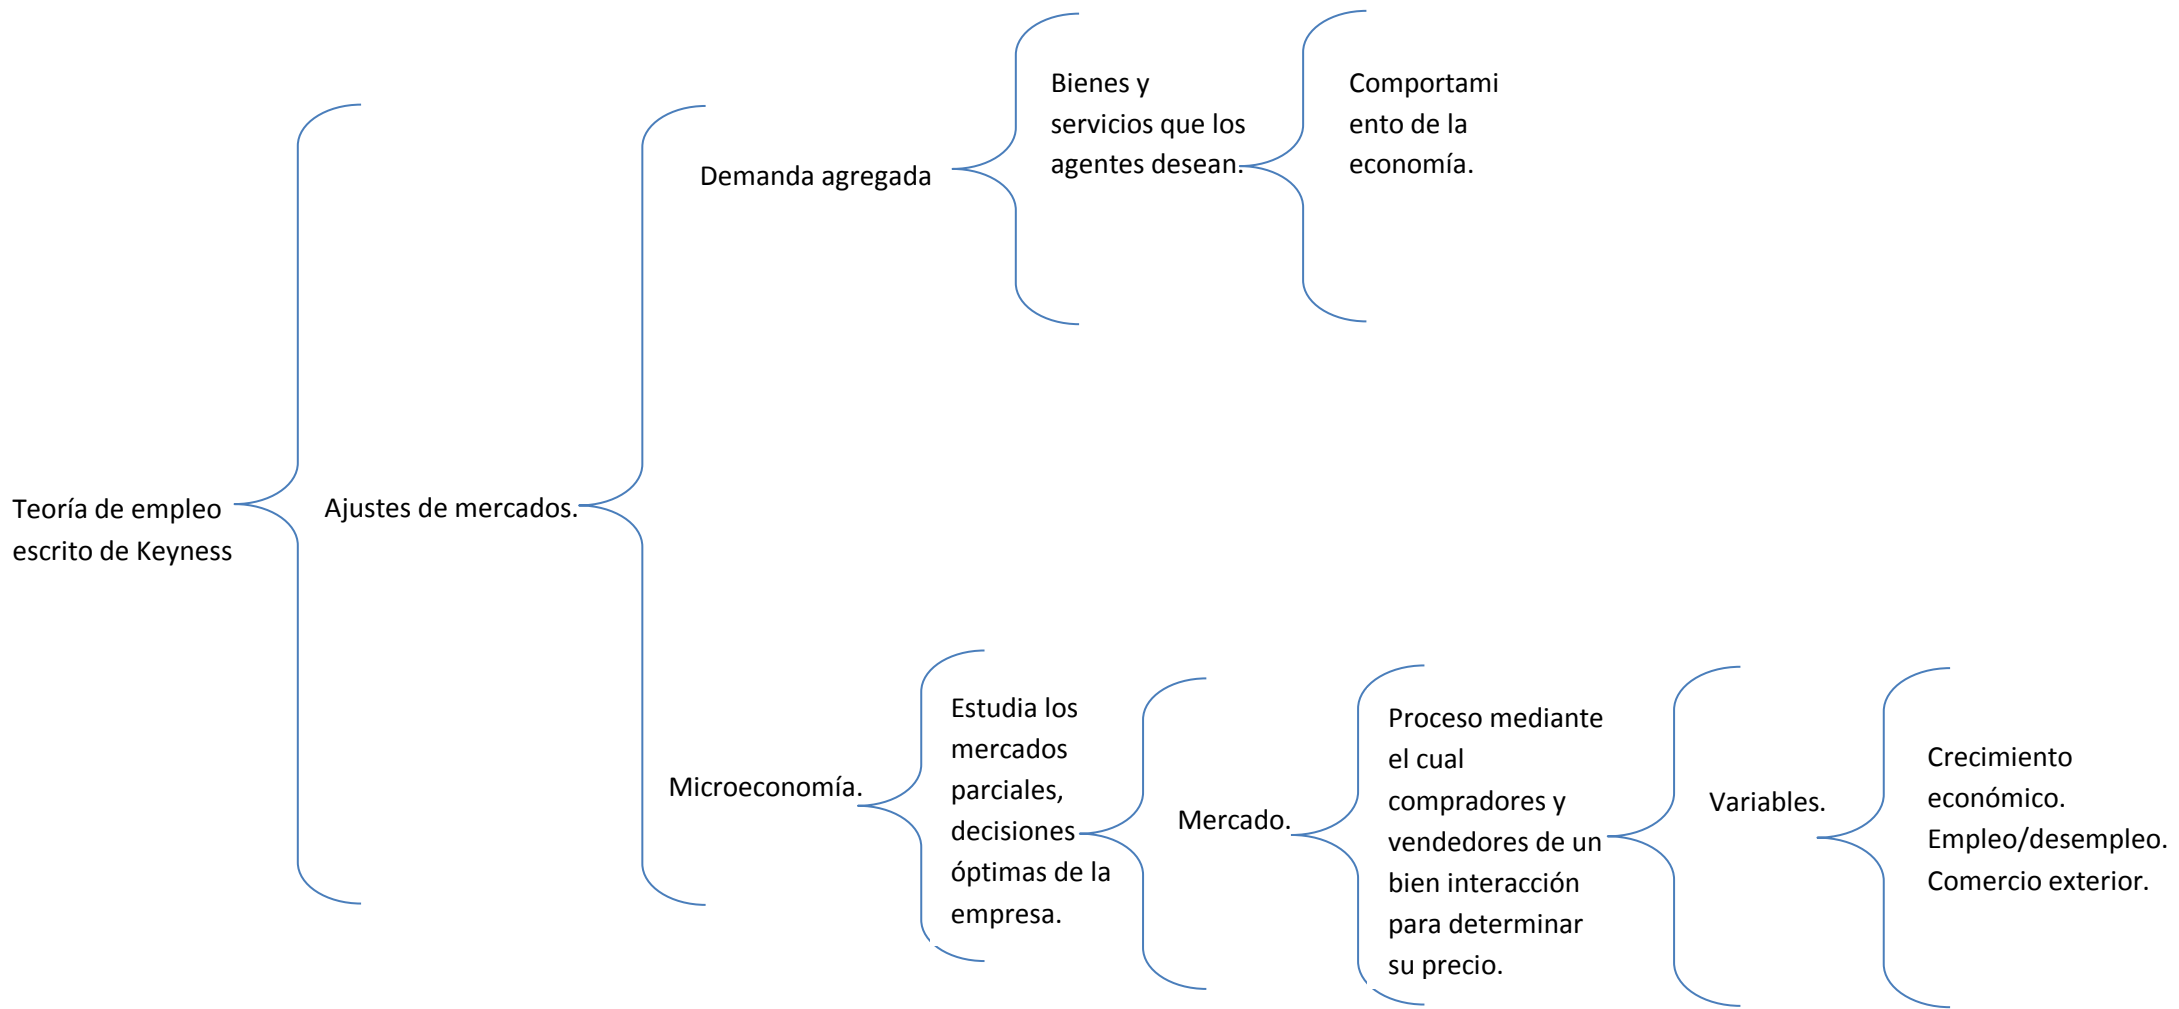 Teoría de empleo
escrito de Keyness
Ajustes de mercados.
Demanda agregada
Bienes y
servicios que los
agentes desean.
Comportami
ento de la
economía.
Microeconomía.
Estudia los
mercados
parciales,
decisiones
óptimas de la
empresa.
Mercado.
Proceso mediante
el cual
compradores y
vendedores de un
bien interacción
para determinar
su precio.
Variables.
Crecimiento
económico.
Empleo/desempleo.
Comercio exterior.